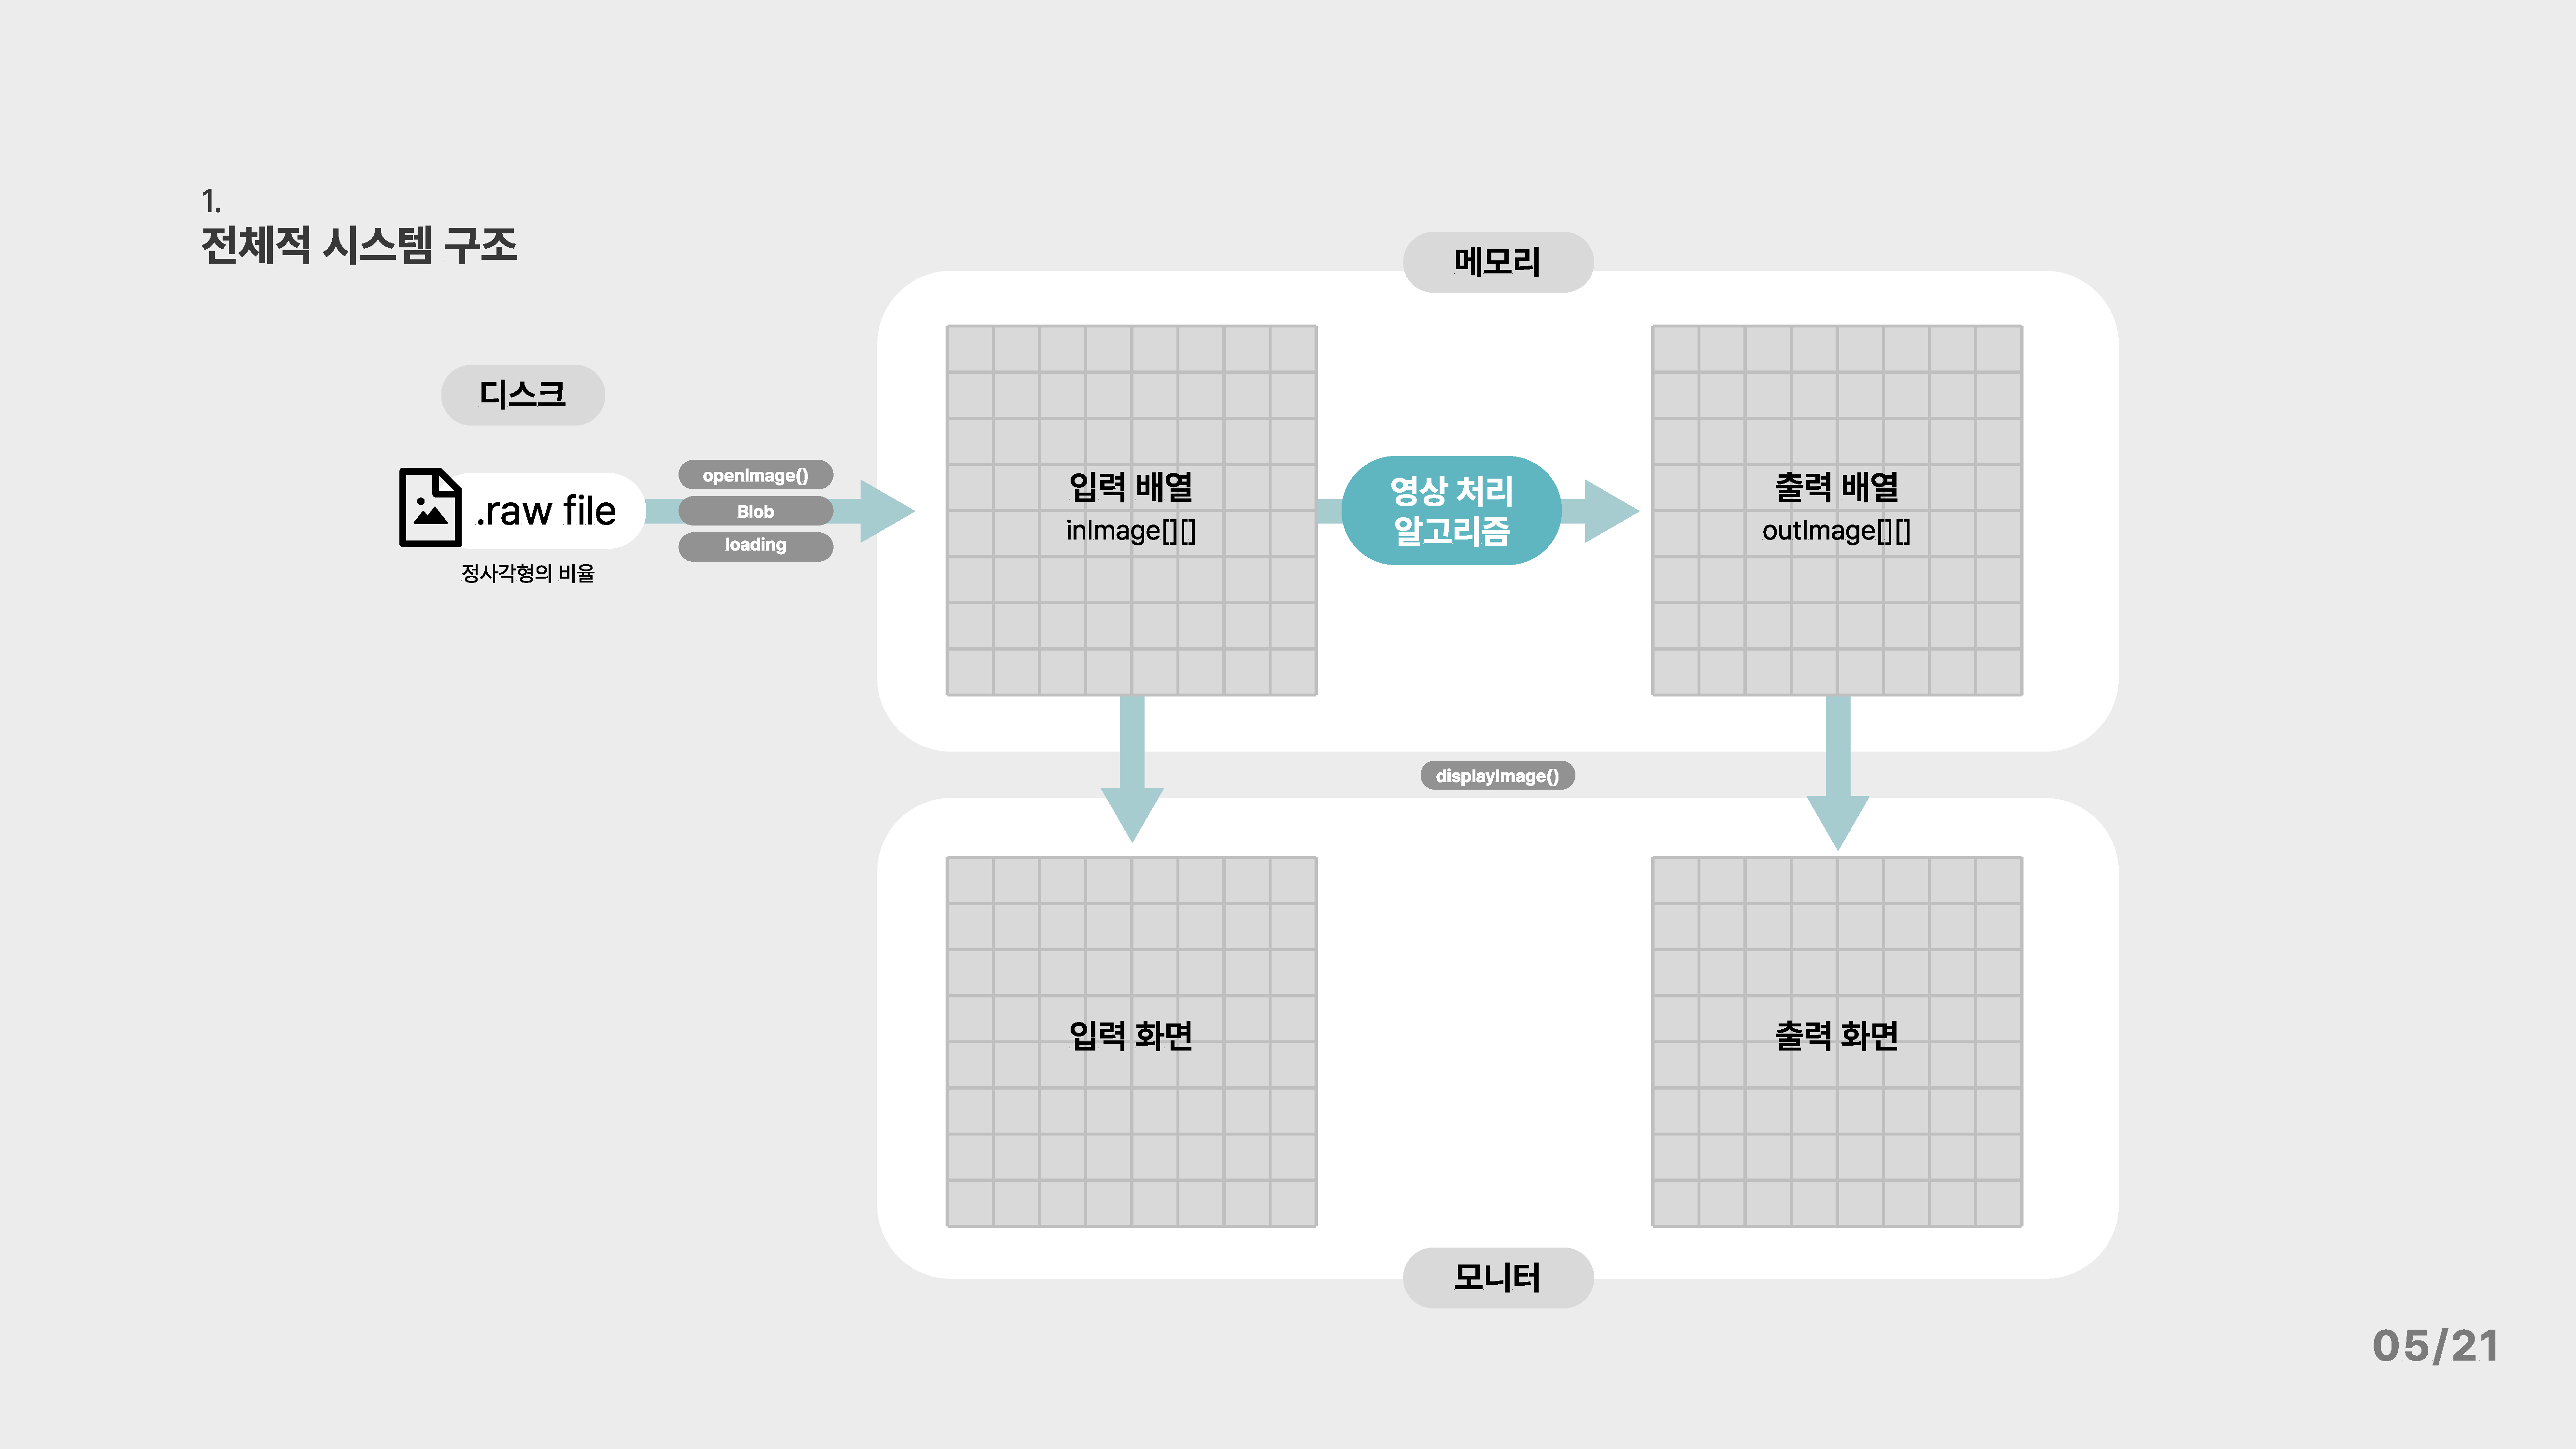 1.
전체적 시스템 구조
메모리
디스크
.raw file
정사각형의 비율
openImage()
Blob
loading
입력 배열
inImage[][]
영상 처리
알고리즘
출력 배열
outImage[][]
displayImage()
입력 화면
출력 화면
모니터
05/21